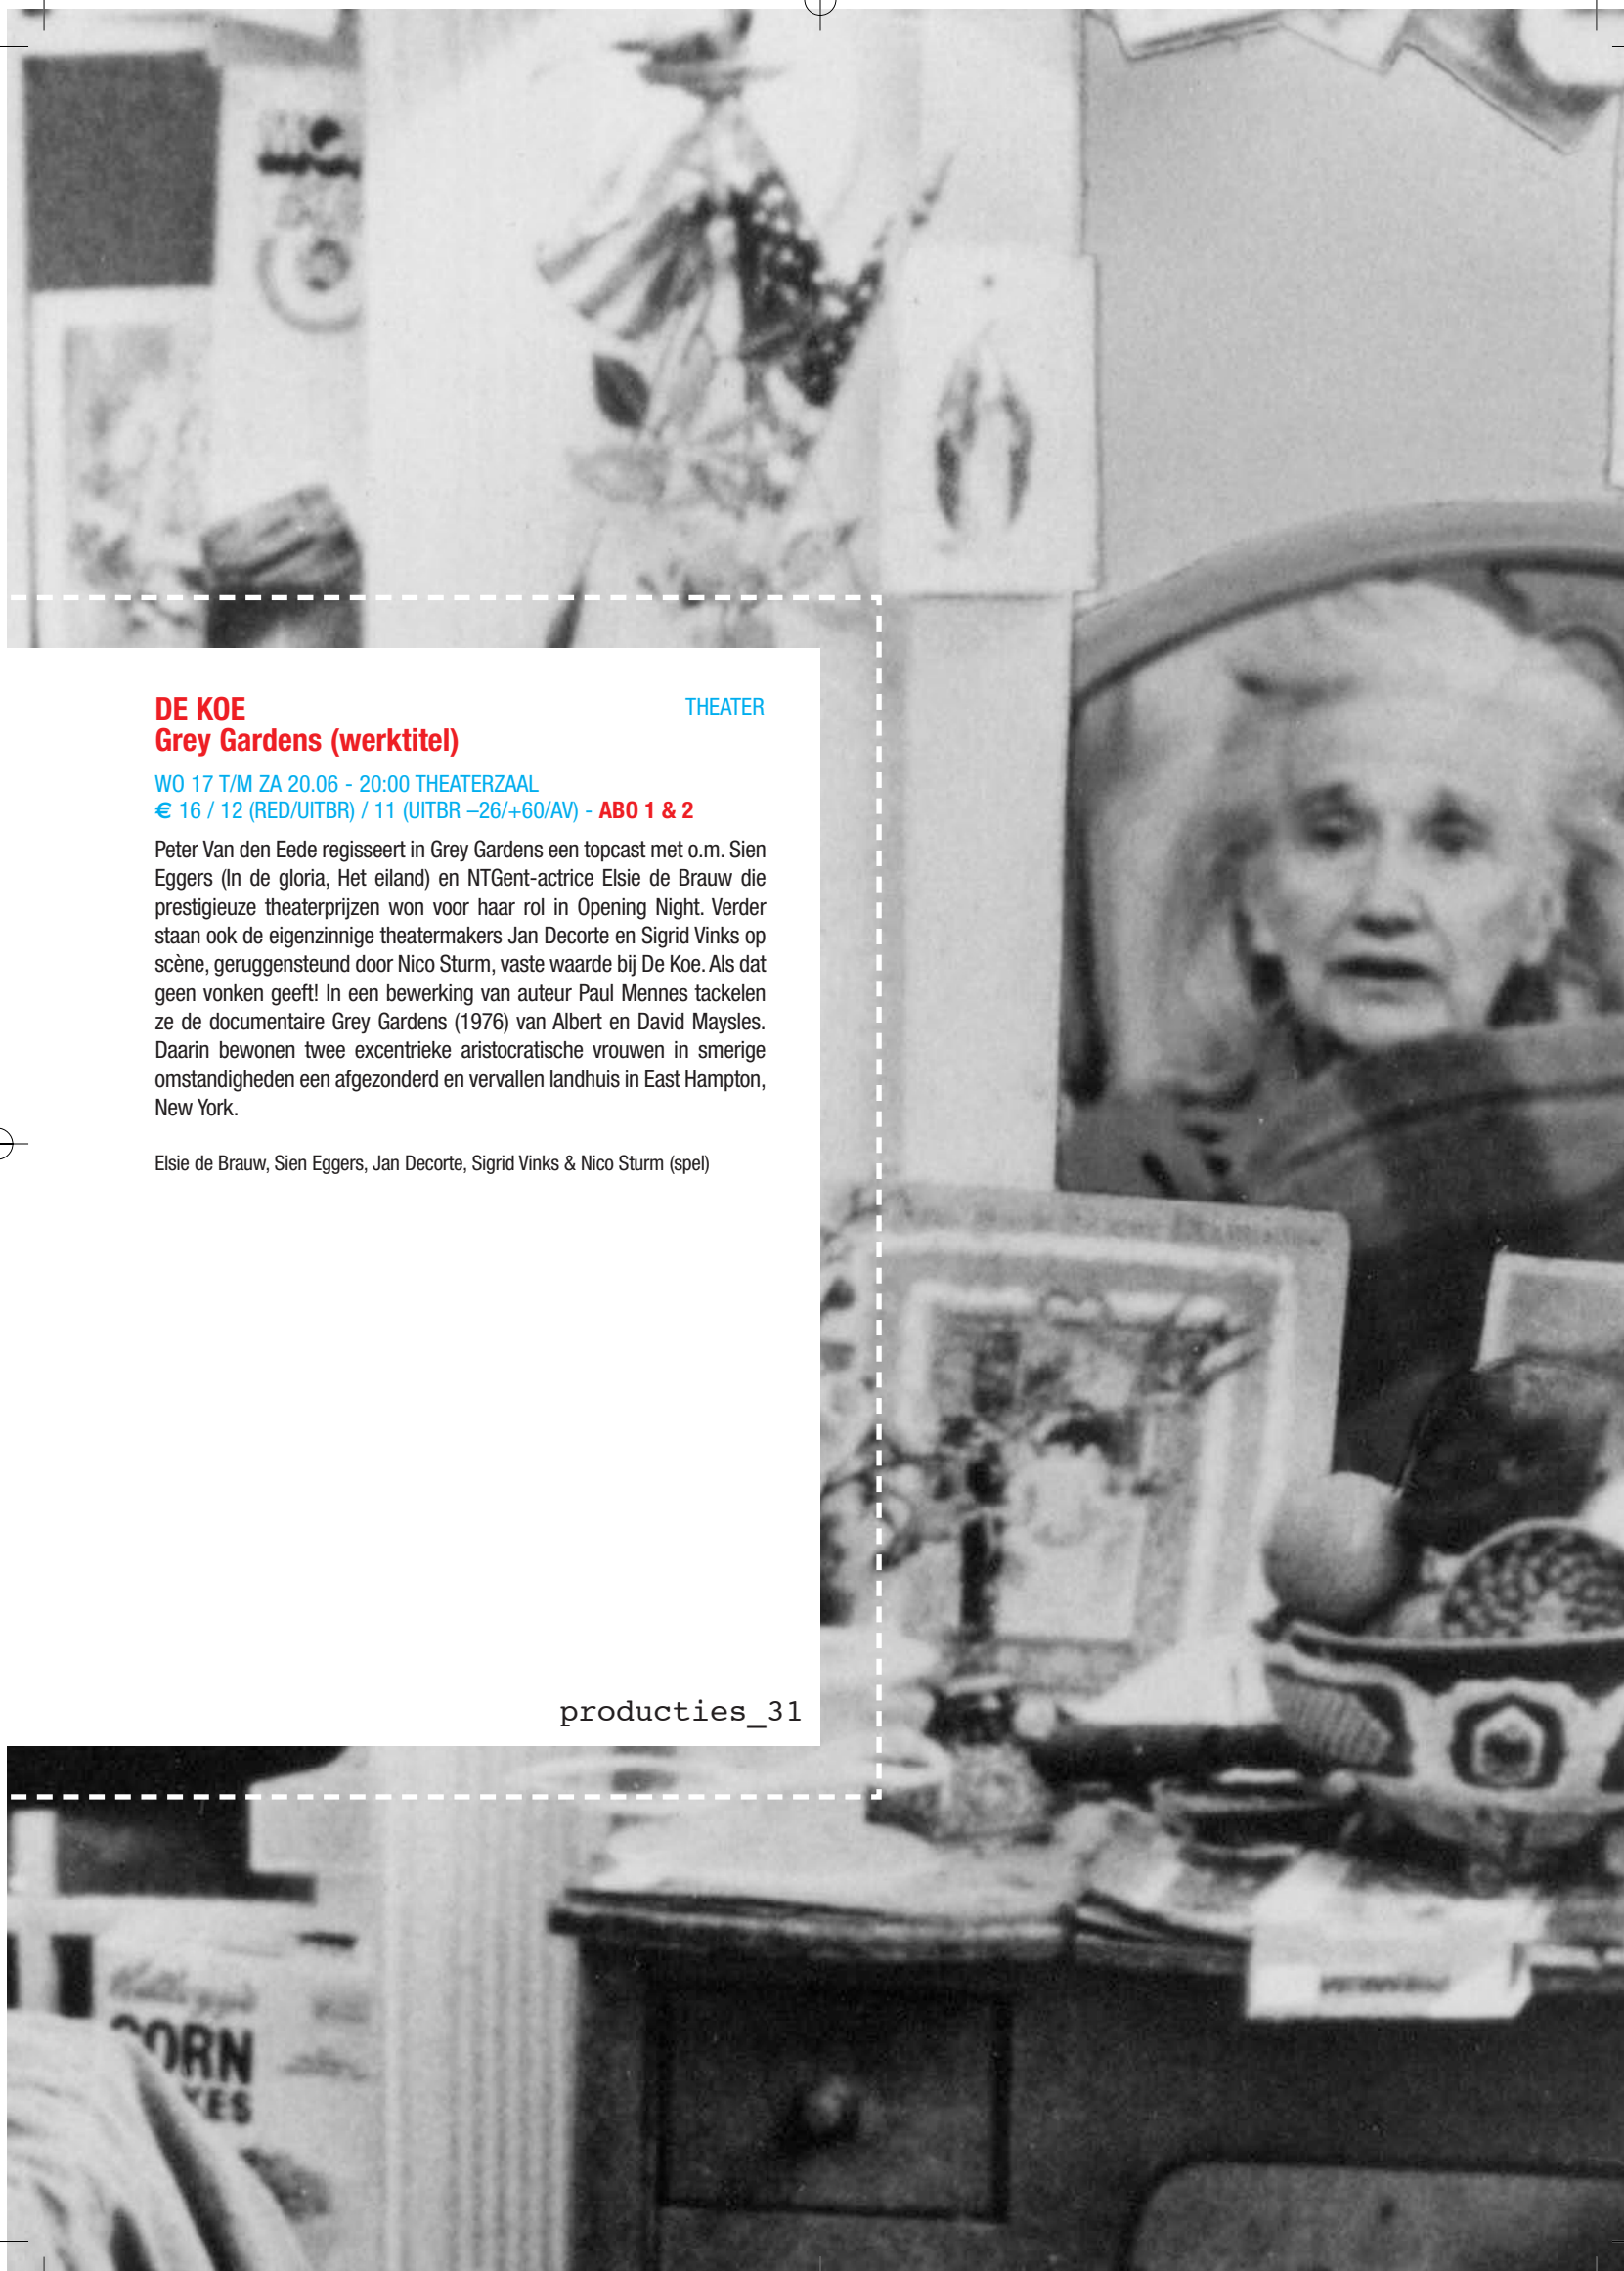 DE KOE
THEATER
Grey Gardens (werktitel)
WO 17 T/M ZA 20.06 - 20:00 THEATERZAAL
€ 16 / 12 (RED/UITBR) / 11 (UITBR –26/+60/AV) - ABO 1 & 2
Peter Van den Eede regisseert in Grey Gardens een topcast met o.m. Sien
Eggers (In de gloria, Het eiland) en NTGent-actrice Elsie de Brauw die
prestigieuze theaterprijzen won voor haar rol in Opening Night. Verder
staan ook de eigenzinnige theatermakers Jan Decorte en Sigrid Vinks op
scène, geruggensteund door Nico Sturm, vaste waarde bij De Koe. Als dat
geen vonken geeft! In een bewerking van auteur Paul Mennes tackelen
ze de documentaire Grey Gardens (1976) van Albert en David Maysles.
Daarin bewonen twee excentrieke aristocratische vrouwen in smerige
omstandigheden een afgezonderd en vervallen landhuis in East Hampton,
New York.
Elsie de Brauw, Sien Eggers, Jan Decorte, Sigrid Vinks & Nico Sturm (spel)
producties_31
Kellogg's
CORN
KES